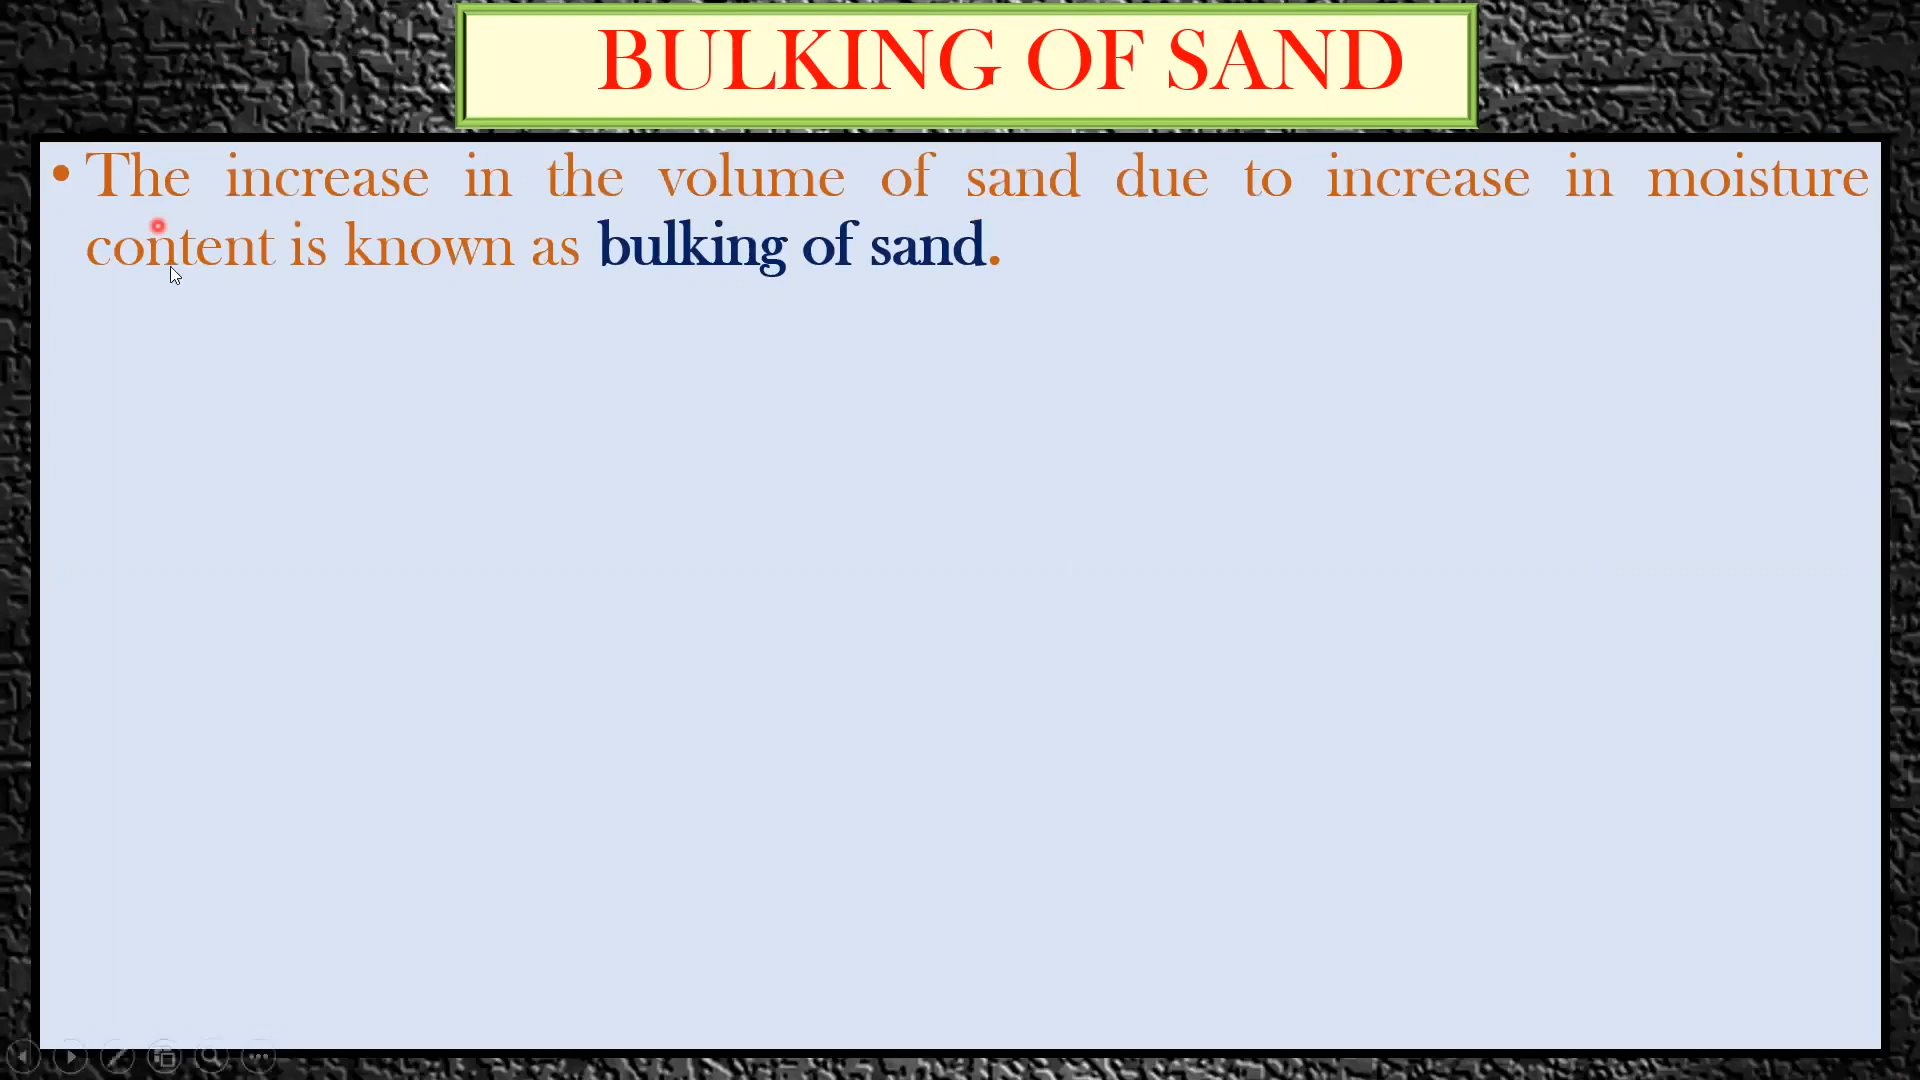 BULKING OF SAND
• The increase in the volume of sand due to increase in moisture
content is known as bulking of sand.